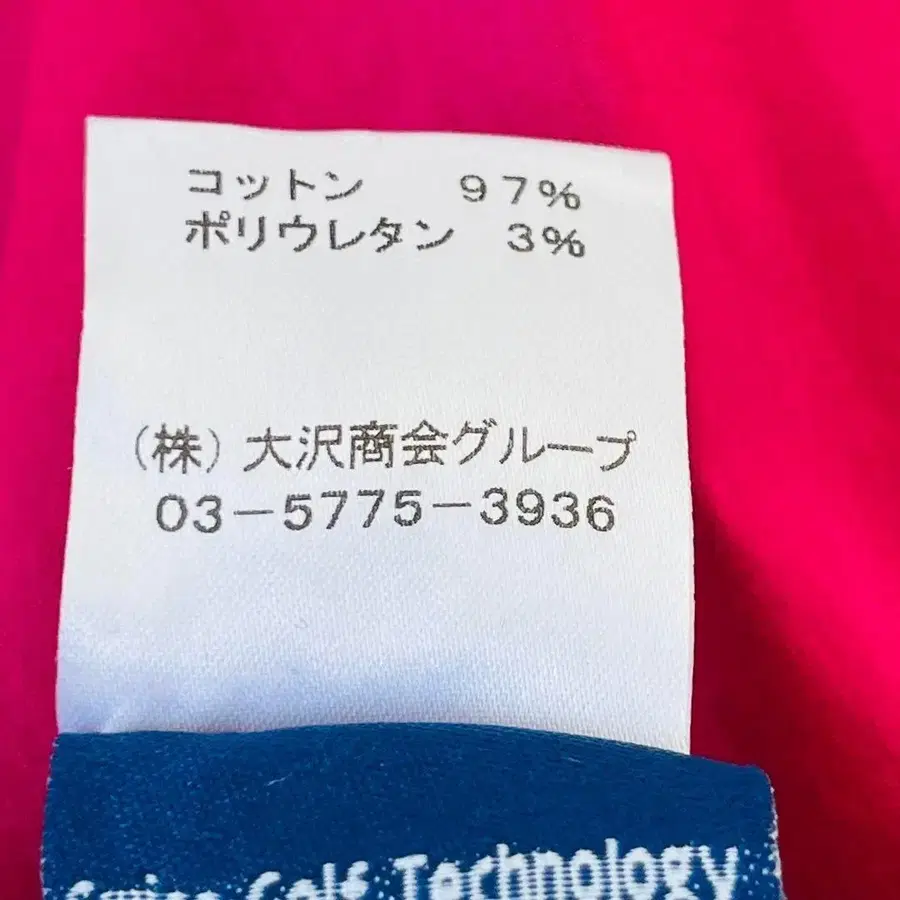 コットン 97%
ポリウレタン 3%
(株)大沢商会グループ
03-5775-3936
Golf Technology